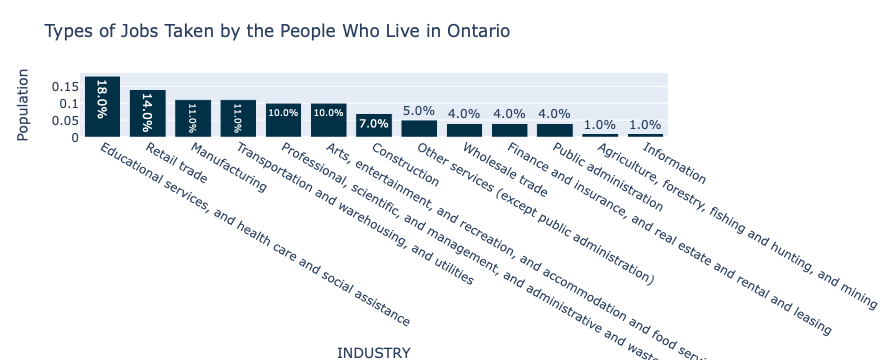 Types of Jobs Taken by the People Who Live in Ontario
Population
0.15
0.1
0.05
0
18.0%
14.0%
11.0%
11.0%
10.0%
10.0%
7.0%
5.0%
4.0%
4.0%
4.0%
1.0%
1.0%
Educational services, and health care and social assistance
Retail trade
Manufacturing
Transportation and warehousing, and utilities
Professional, scientific, and management, and administrative and
Arts, entertainment, and recreation, and accommodation and food
Construction
Other services (except public administration)
Wholesale trade
Finance and insurance, and real estate and rental and leasing
Public administration
Agriculture, forestry, fishing and hunting, and mining
Information
INDUSTRY